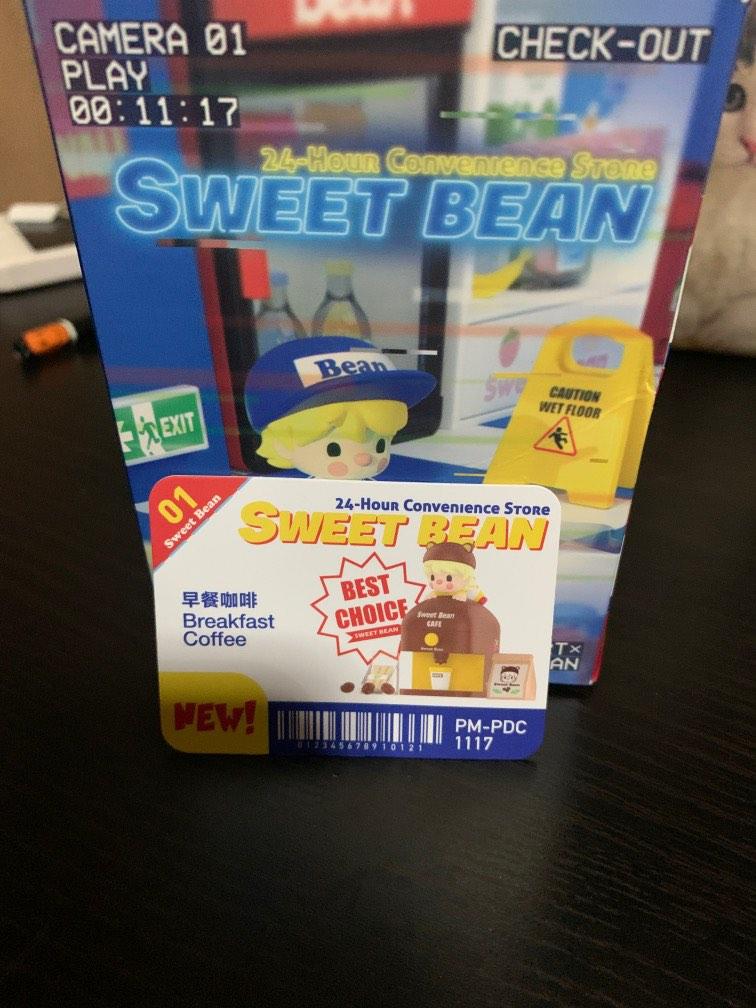 Bean
CAMERA 01
CHECK-OUT
PLAY
00:11:17
24-Hour Convenience Store
SWEET BEAN
Bean
EXIT
CAUTION
WET FLOOR
01
Sweet Bean
24-Hour Convenience Store
SWEET BEAN
早餐咖啡
Breakfast
Coffee
BEST
CHOICE
SWEET BEAN
Sweet Bean
CAFE
NEW!
012345678910121
PM-PDC
1117